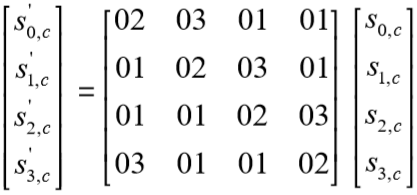 s'0,c 02 03 01 01 s0,c
s'1,c 01 02 03 01 s1,c
=
s'2,c 01 01 02 03 s2,c
s'3,c 03 01 01 02 s3,c